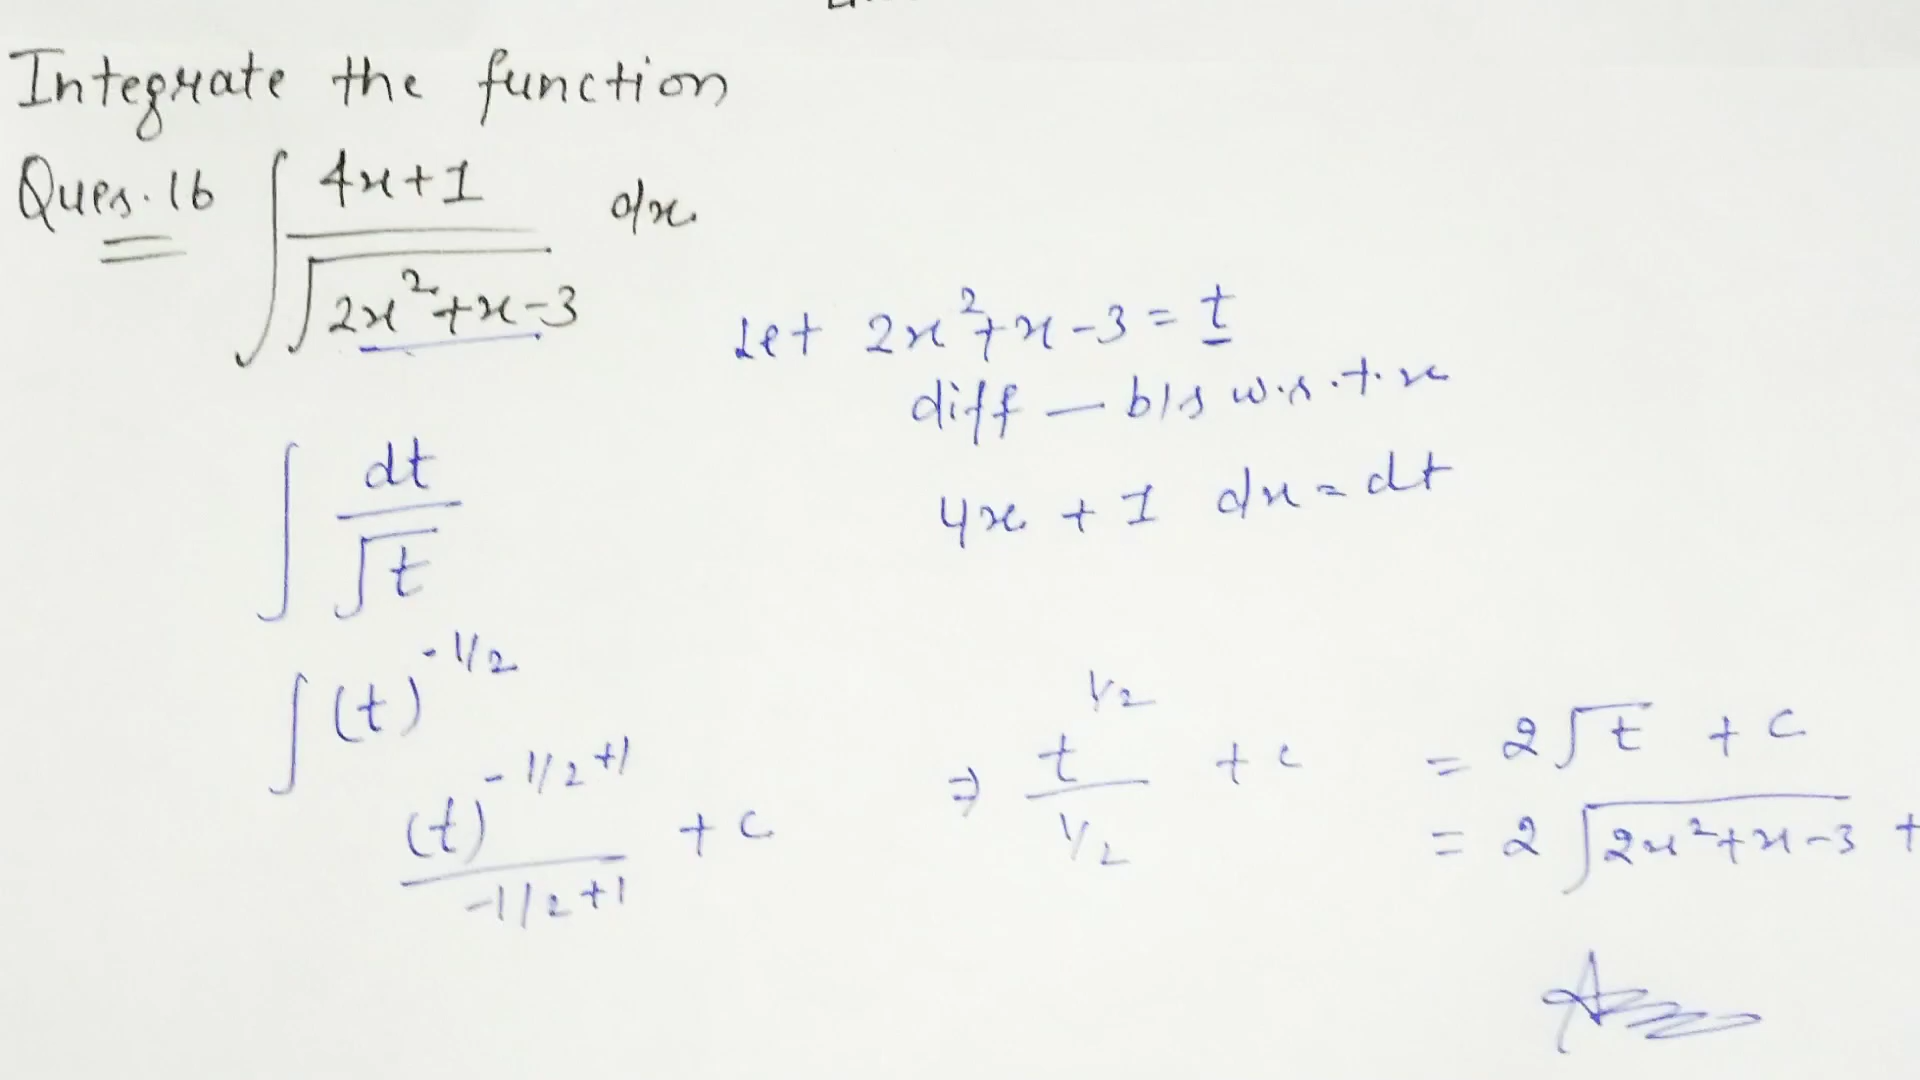 Integrate the function
Ques. 16 ∫ (4x+1)/√(2x²+x-3) dx
Let 2x²+x-3 = t
diff — b/s w.r.t. x
4x + 1 dx = dt
∫ dt/√t
∫ (t)^-1/2
(t)^(-1/2+1)/(-1/2+1) + c
⇒ t^(1/2)/(1/2) + c
= 2√t + c
= 2√(2x²+x-3) +